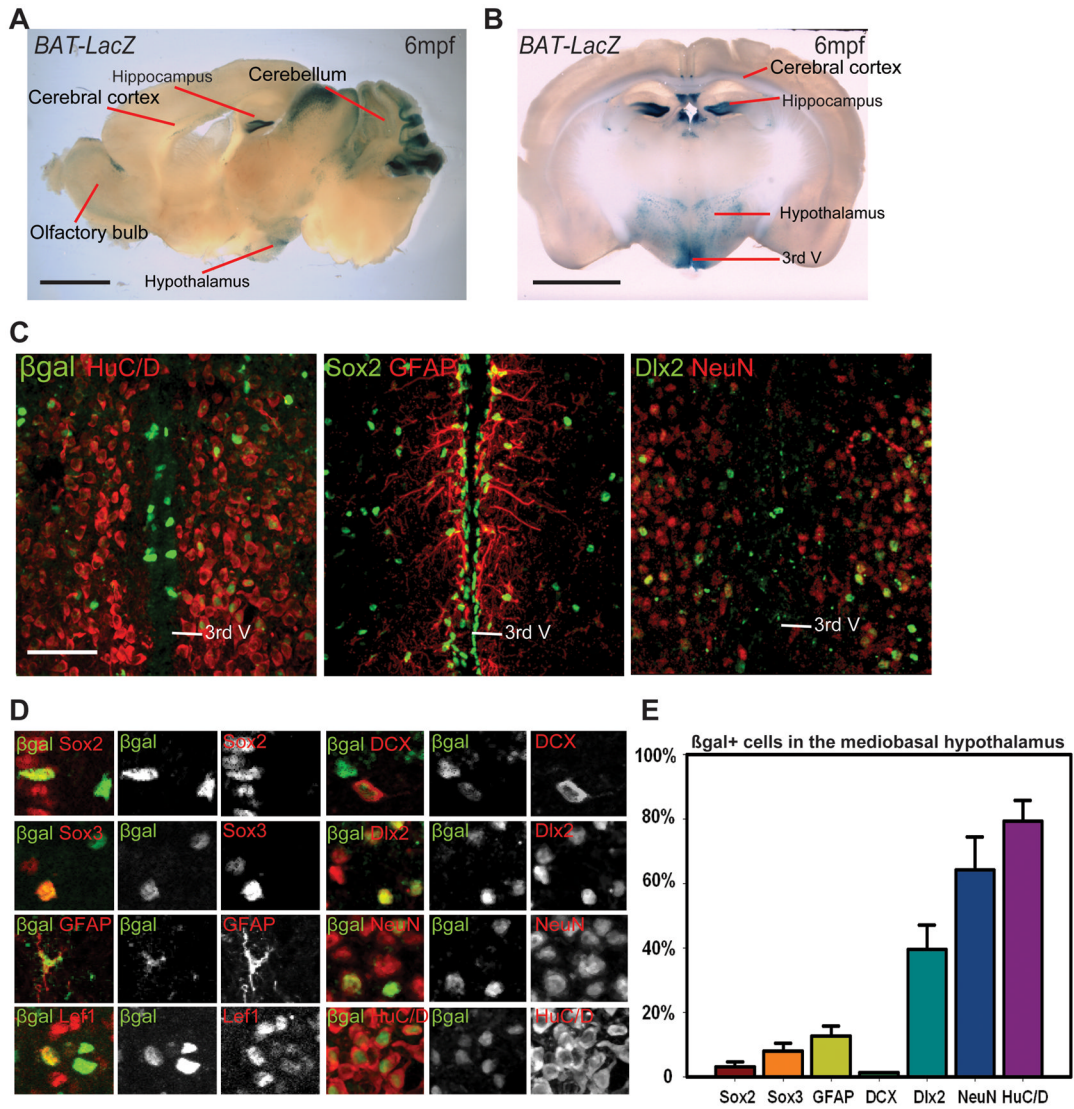 A
BAT-LacZ
6mpf
Hippocampus
Cerebellum
Cerebral cortex
Olfactory bulb
Hypothalamus
B
BAT-LacZ
6mpf
Cerebral cortex
Hippocampus
Hypothalamus
3rd V
C
βgal HuC/D
3rd V
Sox2 GFAP
3rd V
Dlx2 NeuN
3rd V
D
βgal Sox2
βgal
Sox2
βgal DCX
βgal
DCX
βgal Sox3
βgal
Sox3
βgal Dlx2
βgal
Dlx2
βgal GFAP
βgal
GFAP
βgal NeuN
βgal
NeuN
βgal Lef1
βgal
Lef1
βgal HuC/D
βgal
HuC/D
E
ßgal+ cells in the mediobasal hypothalamus
100%
80%
60%
40%
20%
0
Sox2 Sox3 GFAP DCX Dlx2 NeuN HuC/D